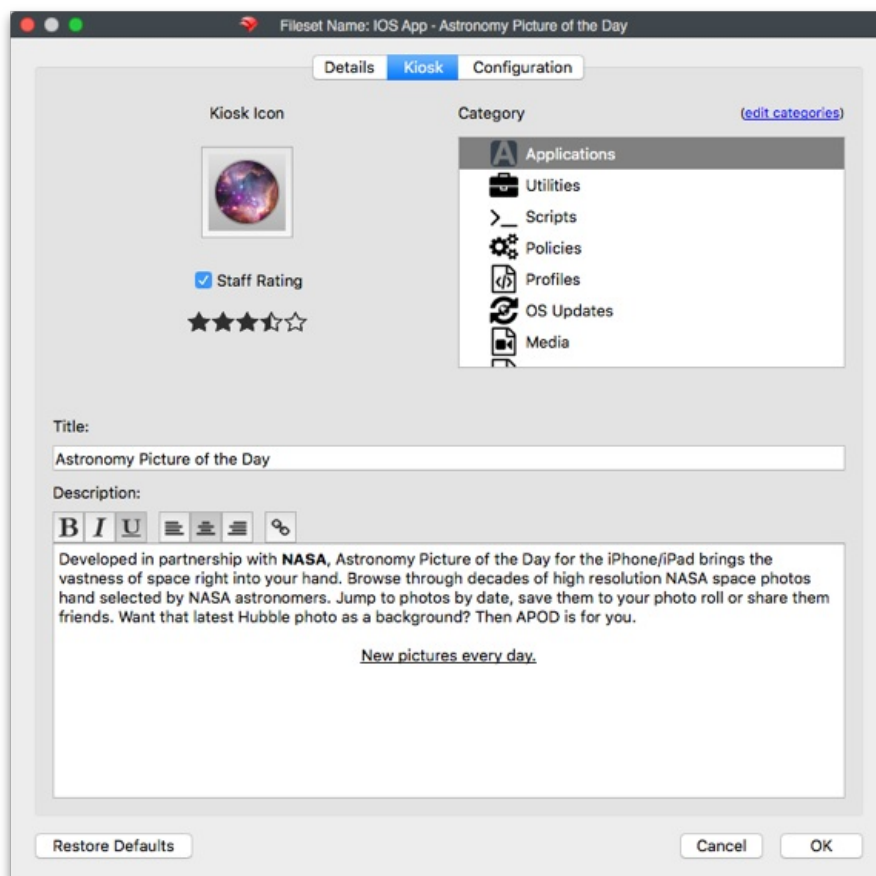 Fileset Name: IOS App - Astronomy Picture of the Day
Details Kiosk Configuration
Kiosk Icon
Category (edit categories)
Applications
Utilities
Scripts
Policies
Profiles
OS Updates
Media
Staff Rating
Title:
Astronomy Picture of the Day
Description:
B I U
Developed in partnership with NASA, Astronomy Picture of the Day for the iPhone/iPad brings the
vastness of space right into your hand. Browse through decades of high resolution NASA space photos
hand selected by NASA astronomers. Jump to photos by date, save them to your photo roll or share them
friends. Want that latest Hubble photo as a background? Then APOD is for you.
New pictures every day.
Restore Defaults Cancel OK